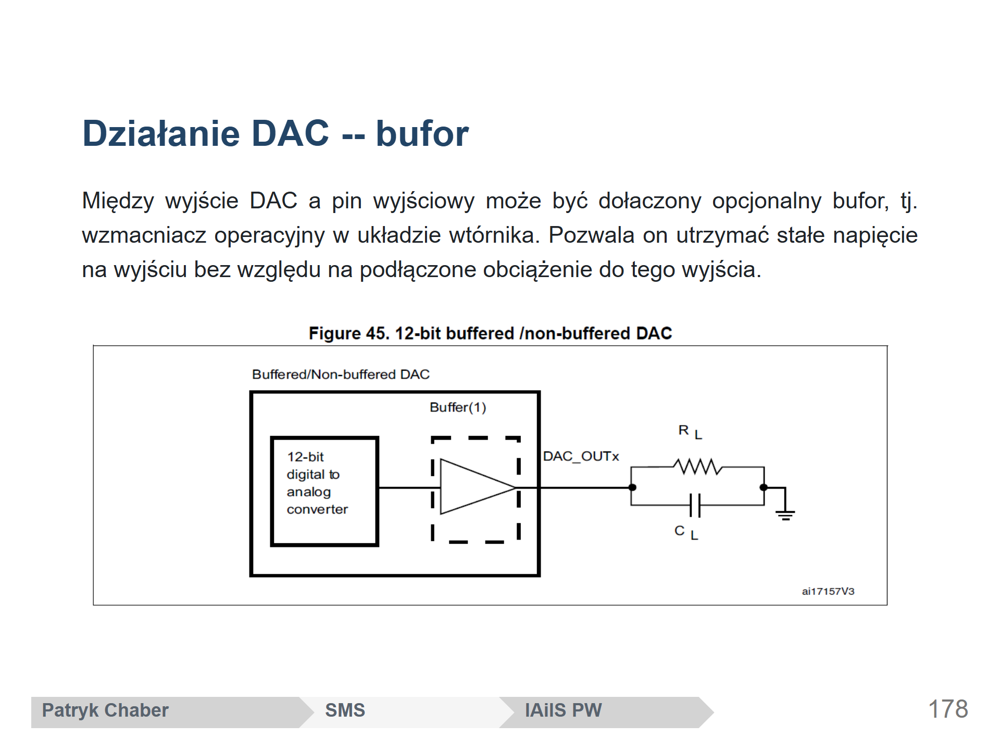 Działanie DAC -- bufor
Między wyjście DAC a pin wyjściowy może być dołaczony opcjonalny bufor, tj.
wzmacniacz operacyjny w układzie wtórnika. Pozwala on utrzymać stałe napięcie
na wyjściu bez względu na podłączone obciążenie do tego wyjścia.
Figure 45. 12-bit buffered /non-buffered DAC
Buffered/Non-buffered DAC
Buffer(1)
12-bit
digital to
analog
converter
DAC_OUTx
R L
C L
ai17157V3
Patryk Chaber
SMS
IAiIS PW
178